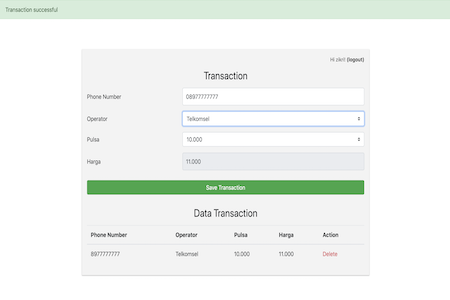 Transaction successful
Hi zikri! (logout)
Transaction
Phone Number 08977777777
Operator Telkomsel
Pulsa 10.000
Harga 11.000
Save Transaction
Data Transaction
Phone Number Operator Pulsa Harga Action
8977777777 Telkomsel 10.000 11.000 Delete